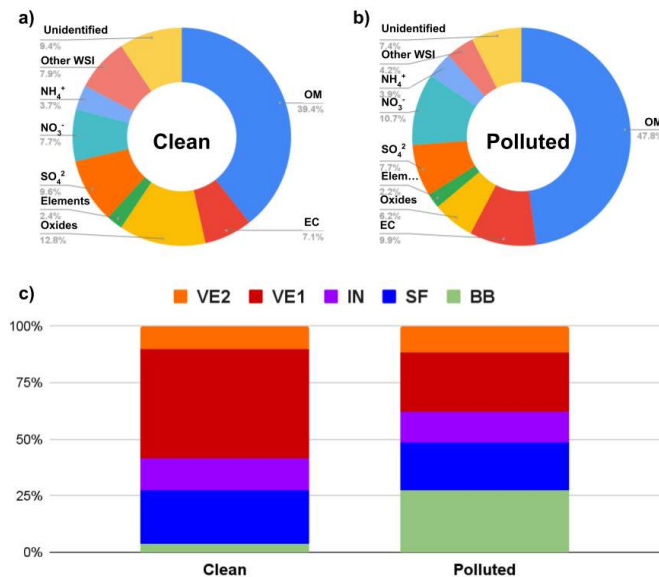 a)
Unidentified
9.4%
Other WSI
7.9%
NH₄⁺
3.7%
NO₃⁻
7.7%
SO₄²
9.6%
Elements
2.4%
Oxides
12.8%
Clean
OM
39.4%
EC
7.1%
b)
Unidentified
7.4%
Other WSI
4.2%
NH₄⁺
3.9%
NO₃⁻
10.7%
SO₄²
7.7%
Elem...
2.2%
Oxides
6.2%
EC
9.9%
Polluted
OM
47.8%
c)
VE2 VE1 IN SF BB
100%
75%
50%
25%
0%
Clean Polluted